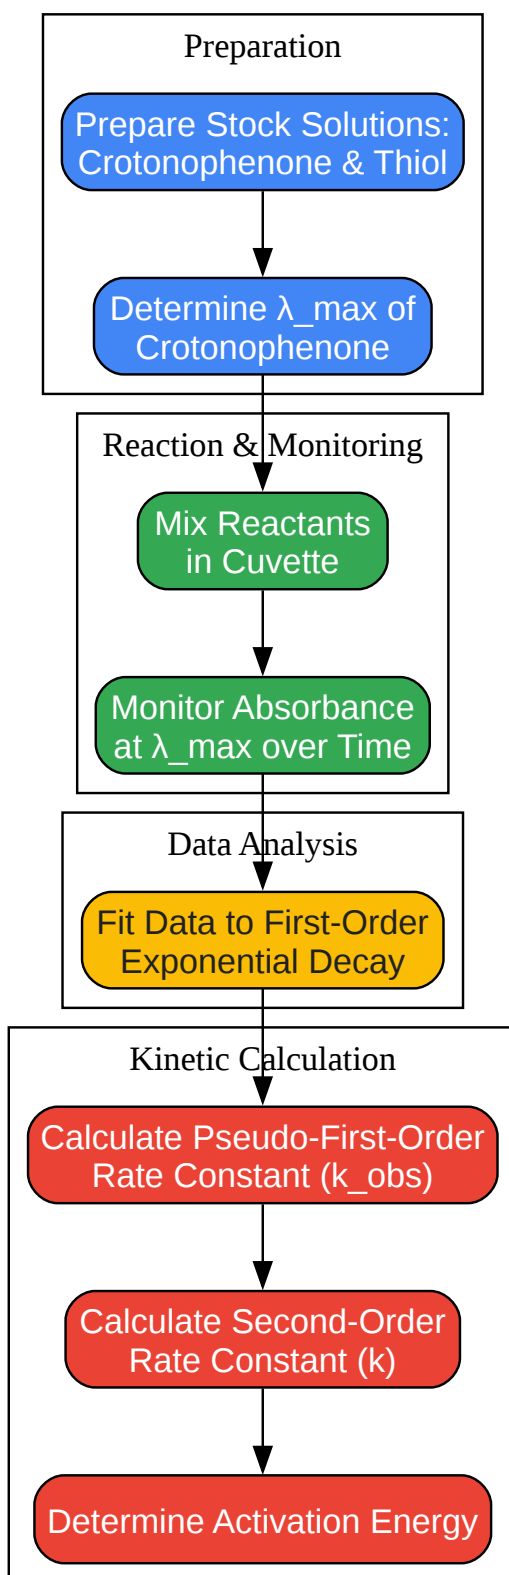 Preparation
Prepare Stock Solutions:
Crotonophenone & Thiol
Determine λ_max of
Crotonophenone
Reaction & Monitoring
Mix Reactants
in Cuvette
Monitor Absorbance
at λ_max over Time
Data Analysis
Fit Data to First-Order
Exponential Decay
Kinetic Calculation
Calculate Pseudo-First-Order
Rate Constant (k_obs)
Calculate Second-Order
Rate Constant (k)
Determine Activation Energy